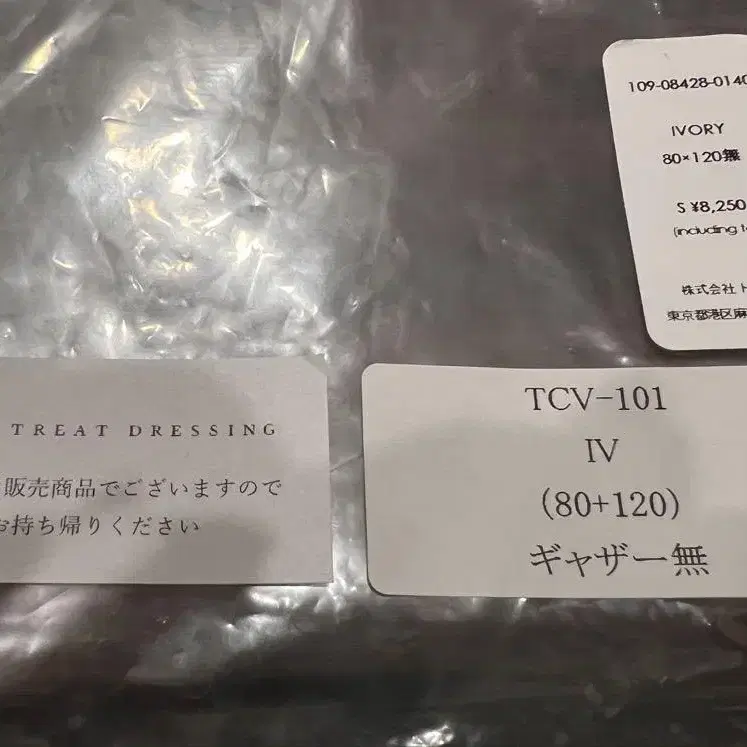 109-08428-0140
IVORY
80×120無
S ¥8,250
(including
株式会社
東京都港区麻
TREAT DRESSING
販売商品でございますので
お持ち帰りください
TCV-101
IV
(80+120)
ギャザー無